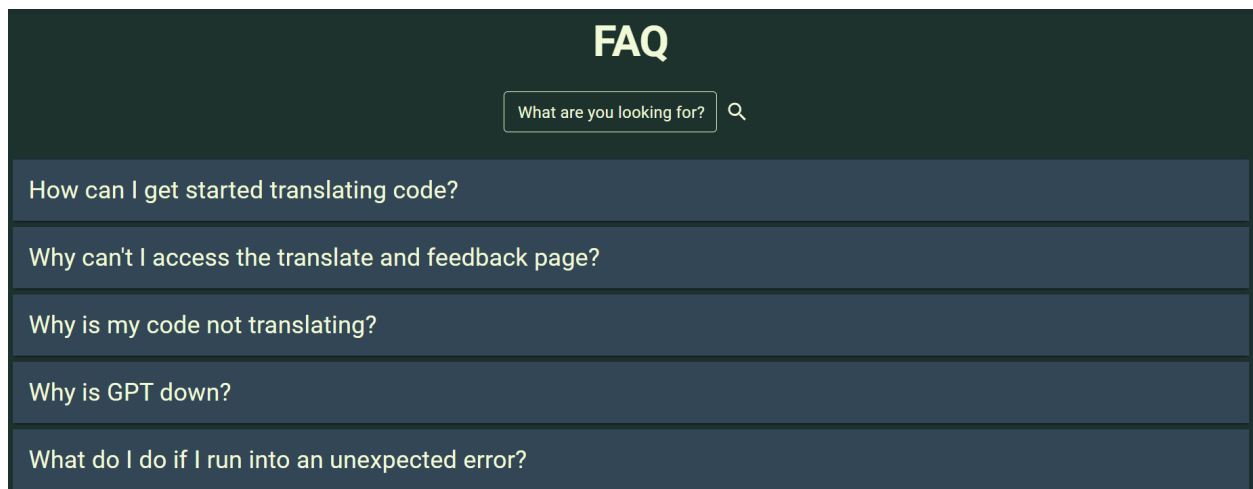 FAQ
What are you looking for?
How can I get started translating code?
Why can't I access the translate and feedback page?
Why is my code not translating?
Why is GPT down?
What do I do if I run into an unexpected error?